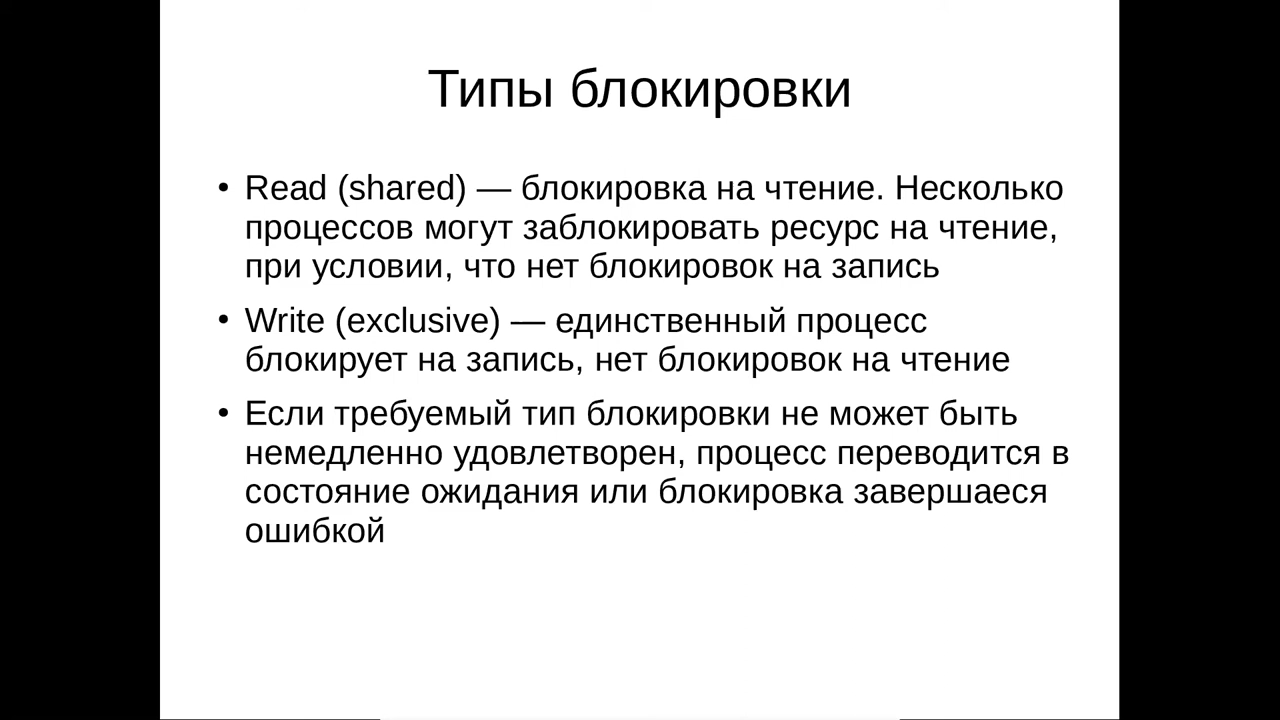 Типы блокировки
• Read (shared) — блокировка на чтение. Несколько
процессов могут заблокировать ресурс на чтение,
при условии, что нет блокировок на запись
• Write (exclusive) — единственный процесс
блокирует на запись, нет блокировок на чтение
• Если требуемый тип блокировки не может быть
немедленно удовлетворен, процесс переводится в
состояние ожидания или блокировка завершаеся
ошибкой